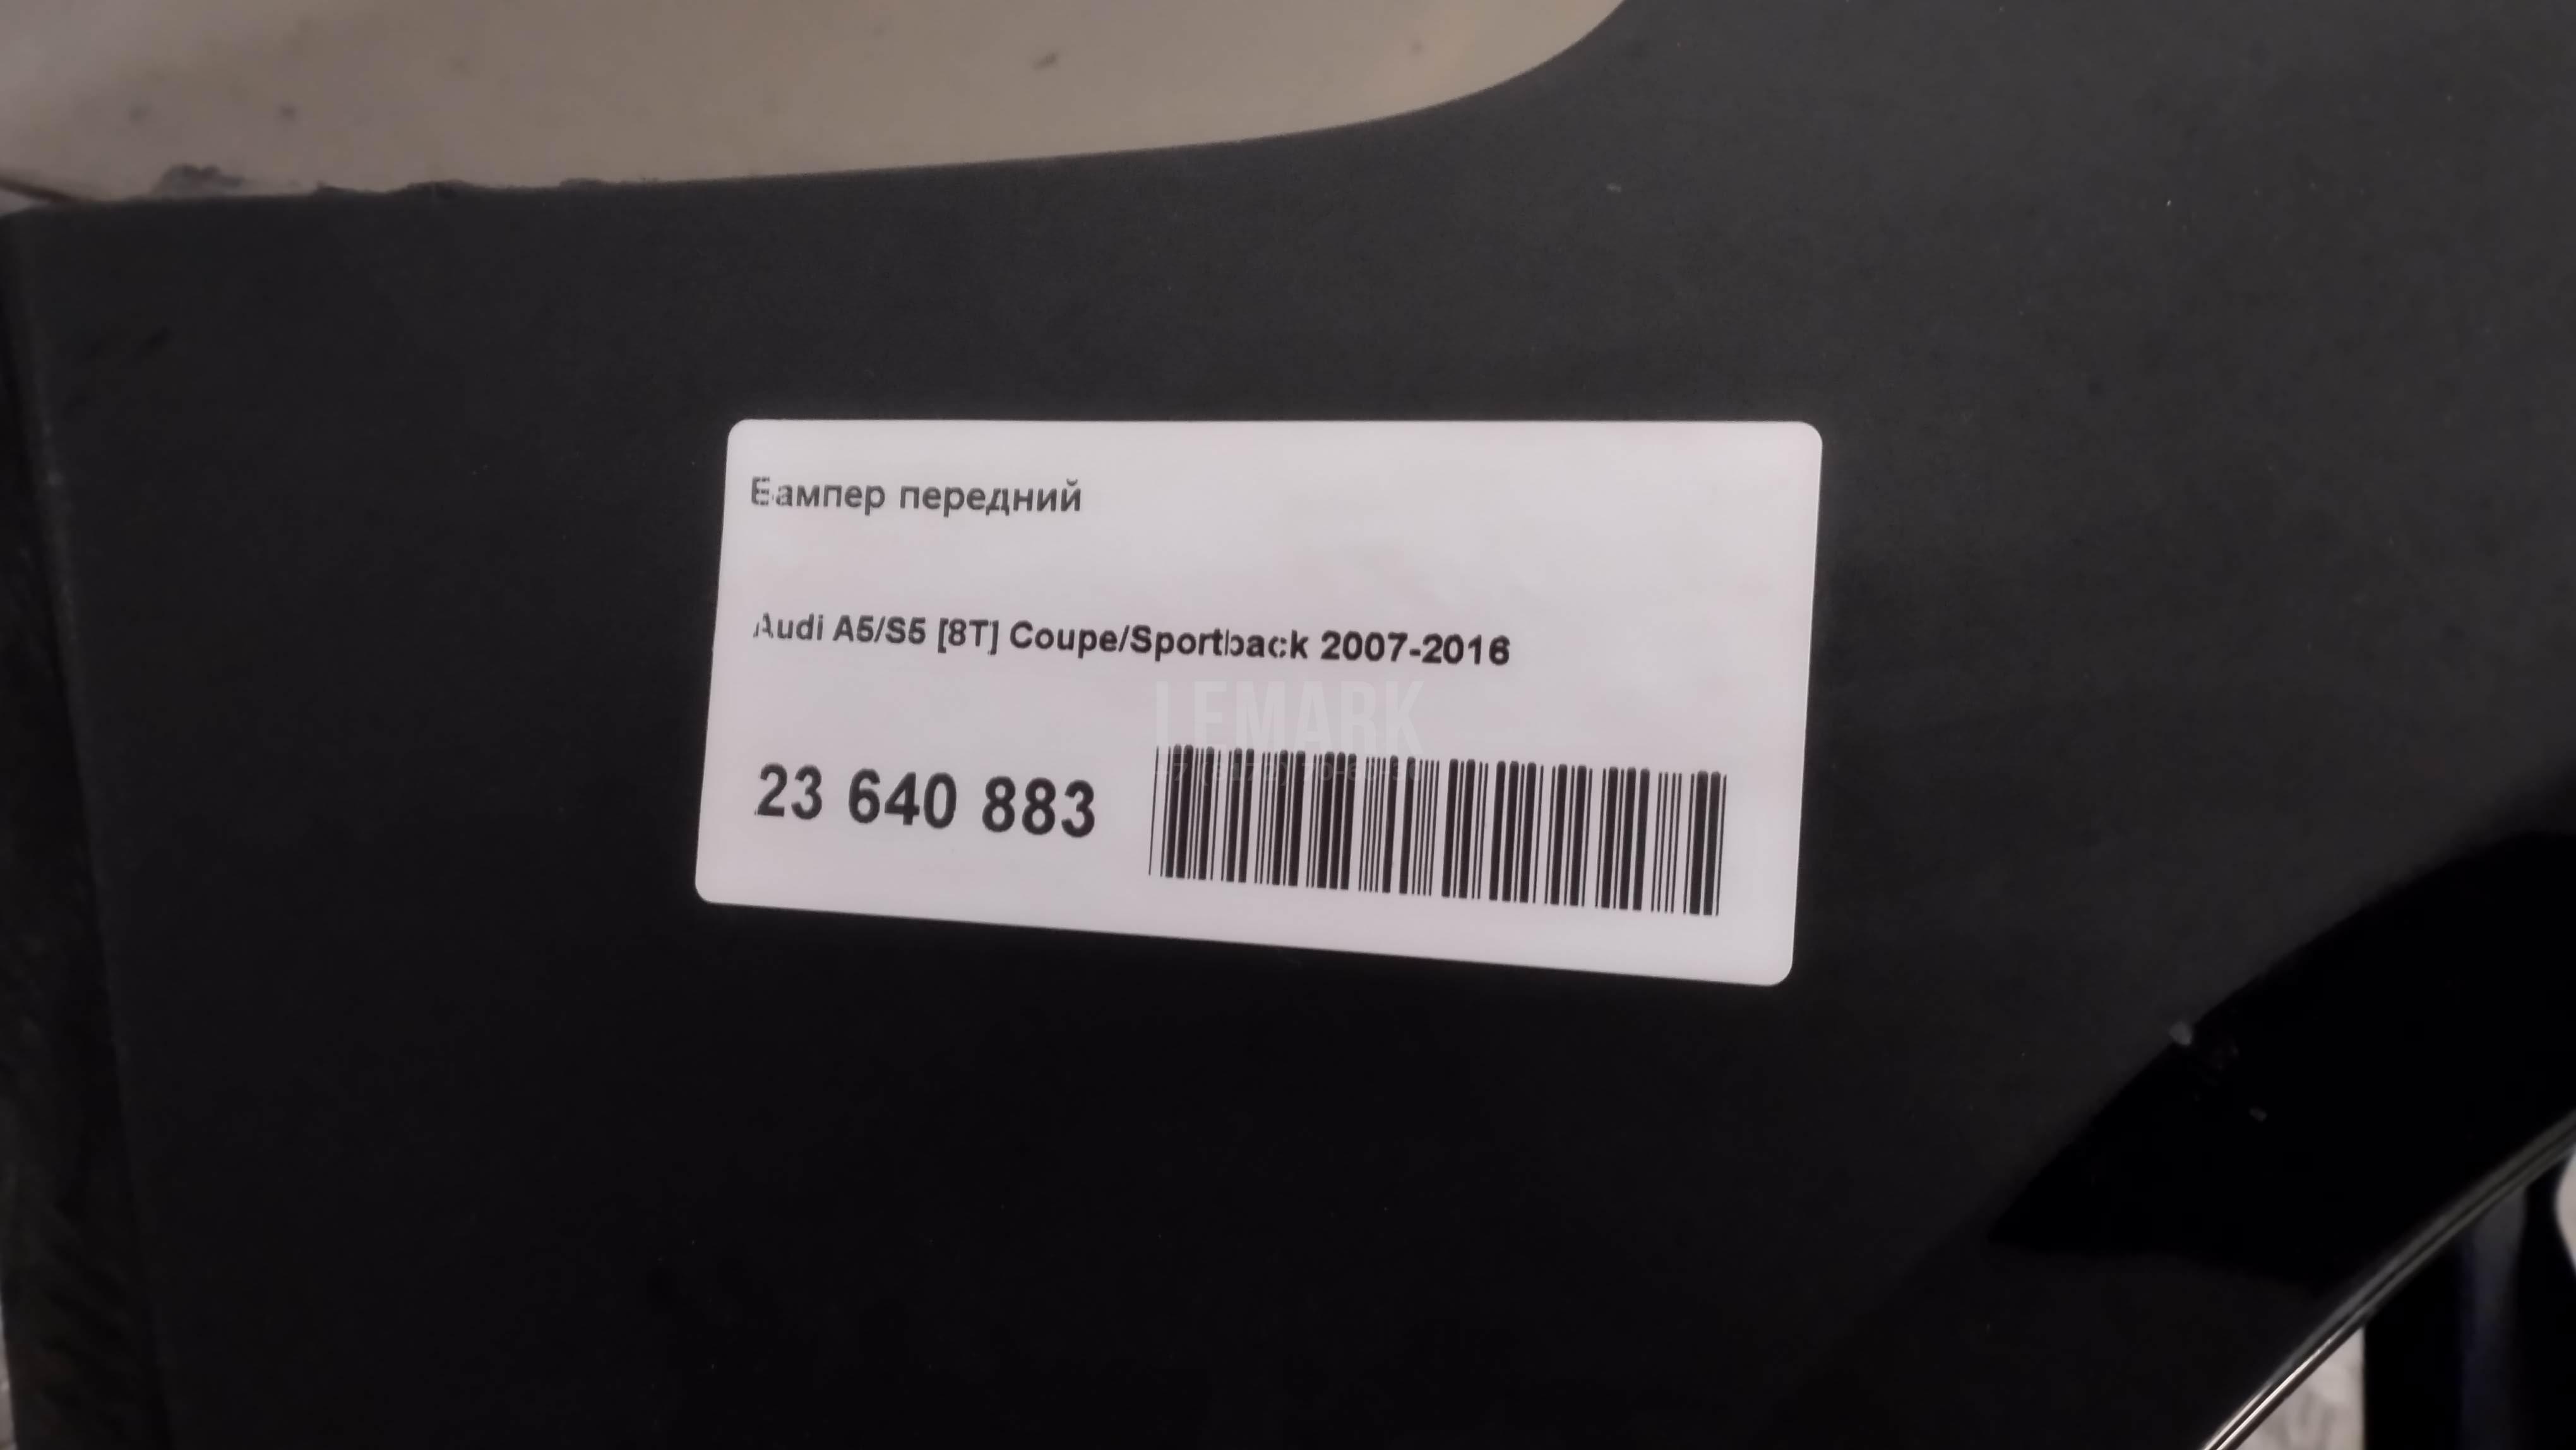 Бампер передний
Audi A5/S5 [8T] Coupe/Sportback 2007-2016
LEMARK
23 640 883